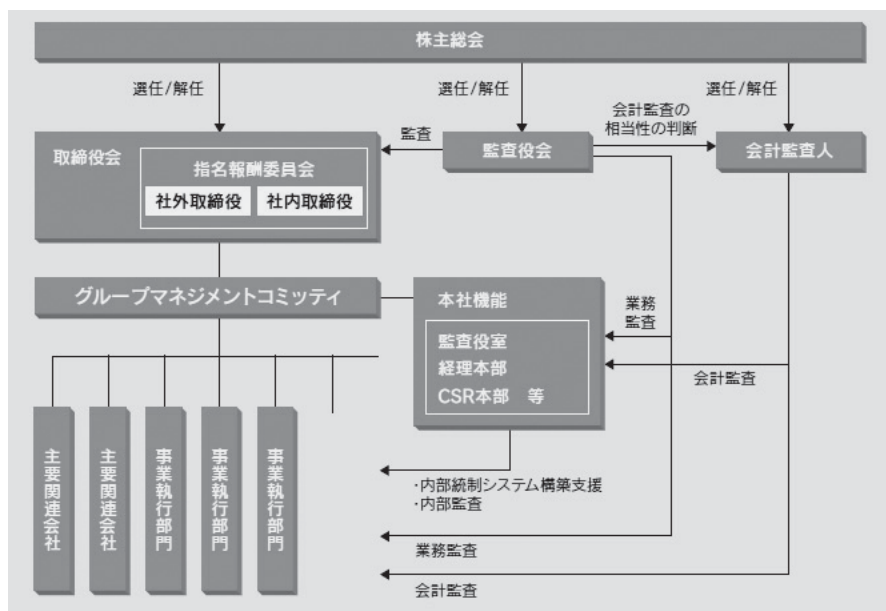 株主総会
選任/解任
選任/解任
選任/解任
会計監査の
相当性の判断
監査
取締役会
指名報酬委員会
社外取締役
社内取締役
監査役会
会計監査人
グループマネジメントコミッティ
本社機能
監査役室
経理本部
CSR本部 等
業務
監査
会計監査
主要関連会社
主要関連会社
事業執行部門
事業執行部門
事業執行部門
・内部統制システム構築支援
・内部監査
業務監査
会計監査